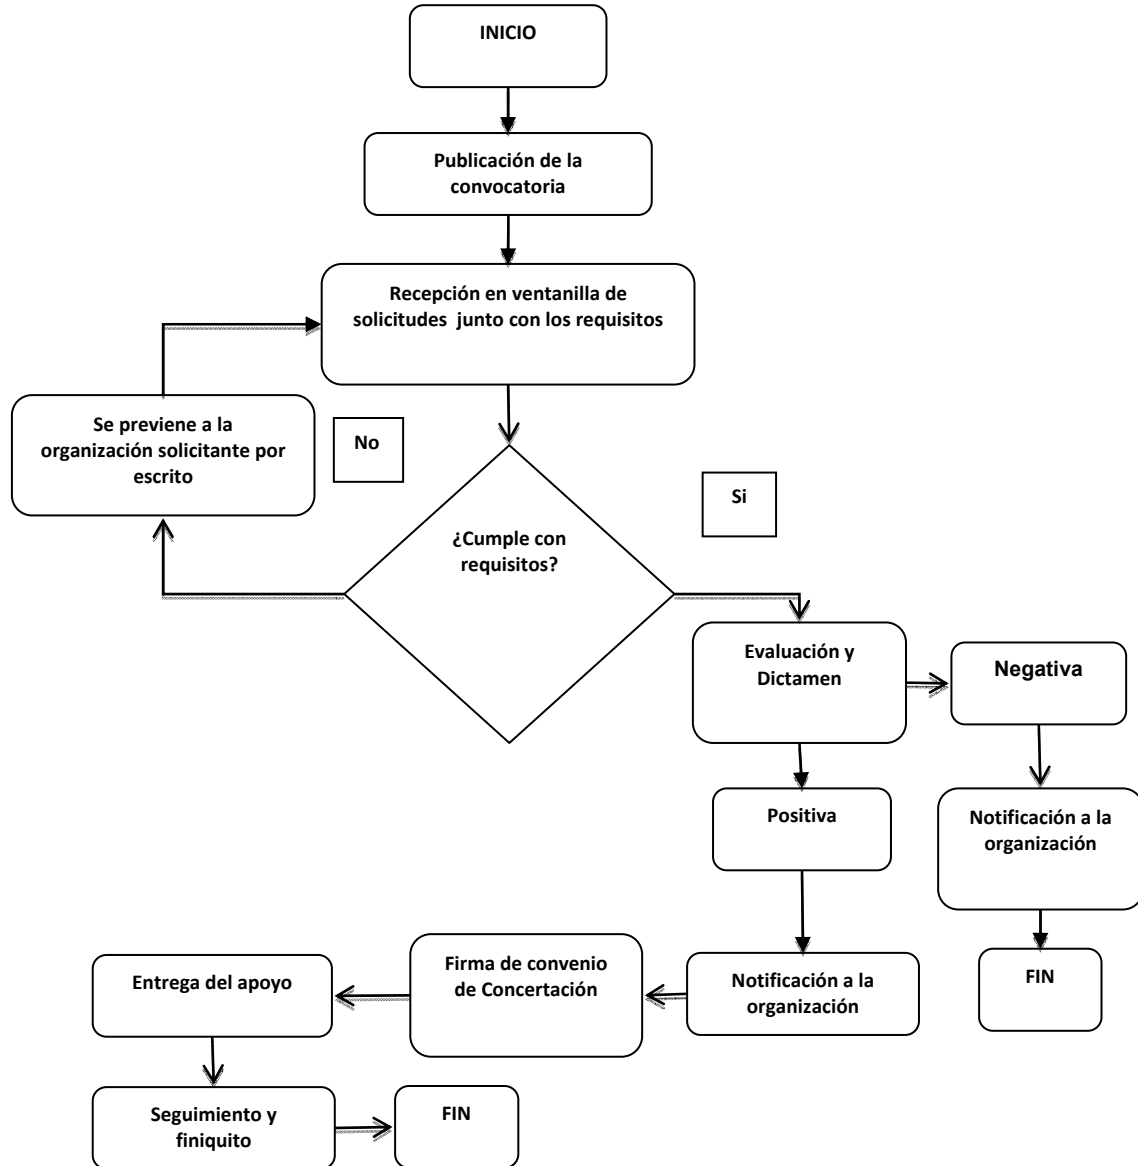 INICIO
Publicación de la
convocatoria
Recepción en ventanilla de
solicitudes  junto con los requisitos
Se previene a la
organización solicitante por
escrito
No
Si
¿Cumple con
requisitos?
Evaluación y
Dictamen
Negativa
Positiva
Notificación a la
organización
Entrega del apoyo
Firma de convenio
de Concertación
Notificación a la
organización
FIN
Seguimiento y
finiquito
FIN